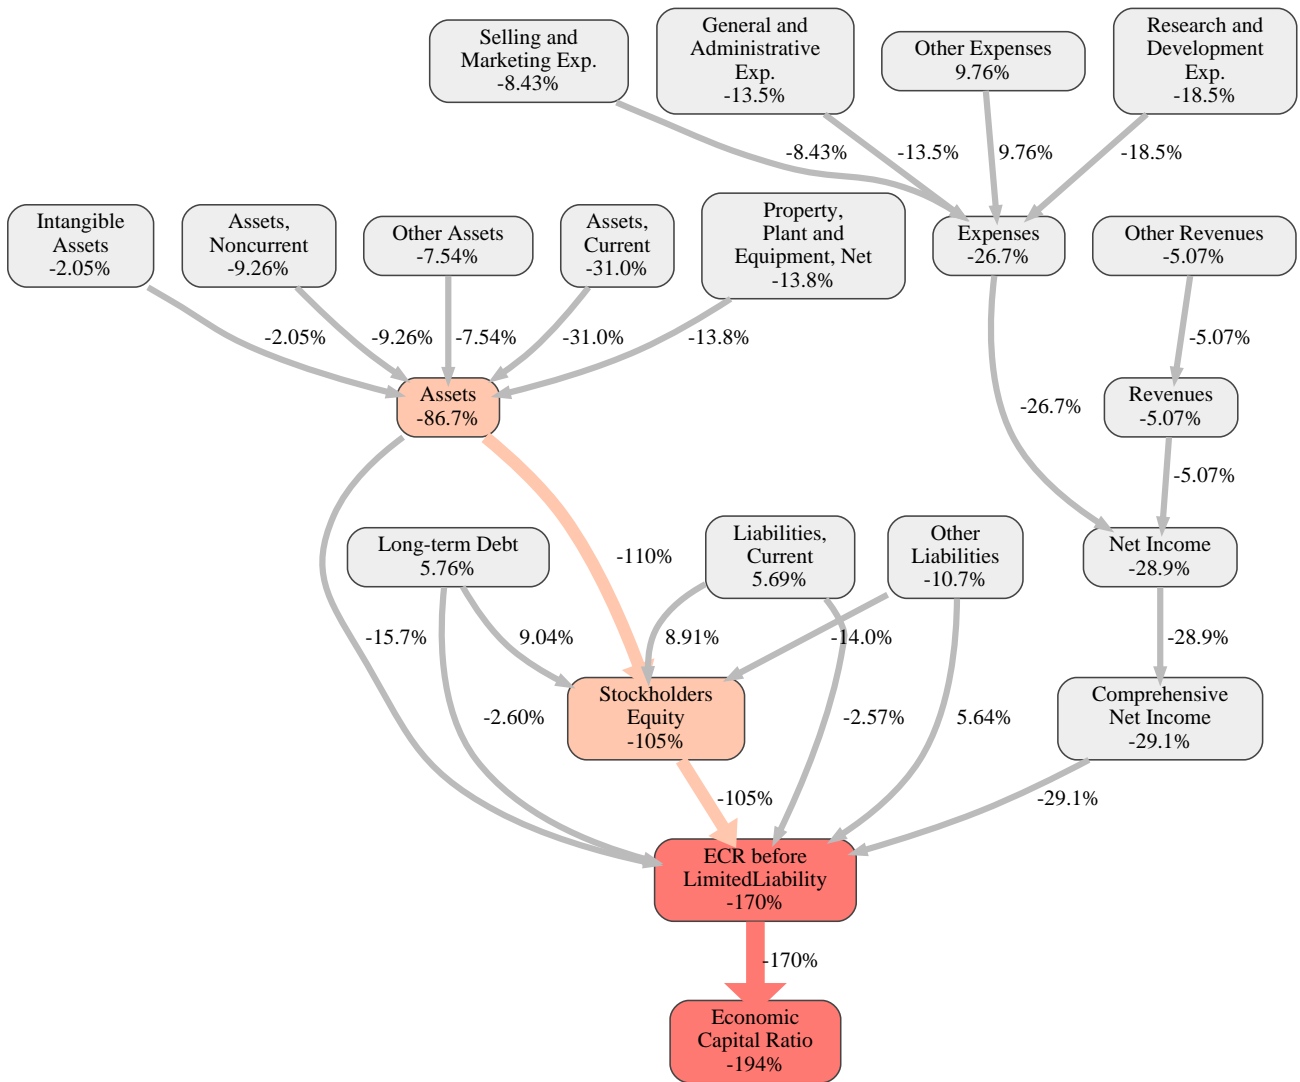 Selling and
Marketing Exp.
-8.43%
General and
Administrative
Exp.
-13.5%
Other Expenses
9.76%
Research and
Development
Exp.
-18.5%
-8.43%
-13.5%
9.76%
-18.5%
Intangible
Assets
-2.05%
Assets,
Noncurrent
-9.26%
Other Assets
-7.54%
Assets,
Current
-31.0%
Property,
Plant and
Equipment, Net
-13.8%
Expenses
-26.7%
Other Revenues
-5.07%
-2.05%
-9.26%
-7.54%
-31.0%
-13.8%
-5.07%
Assets
-86.7%
-26.7%
Revenues
-5.07%
-5.07%
Long-term Debt
5.76%
-110%
Liabilities,
Current
5.69%
Other
Liabilities
-10.7%
Net Income
-28.9%
-15.7%
9.04%
8.91%
-14.0%
-28.9%
-2.60%
Stockholders
Equity
-105%
-2.57%
5.64%
Comprehensive
Net Income
-29.1%
-105%
-29.1%
ECR before
LimitedLiability
-170%
-170%
Economic
Capital Ratio
-194%